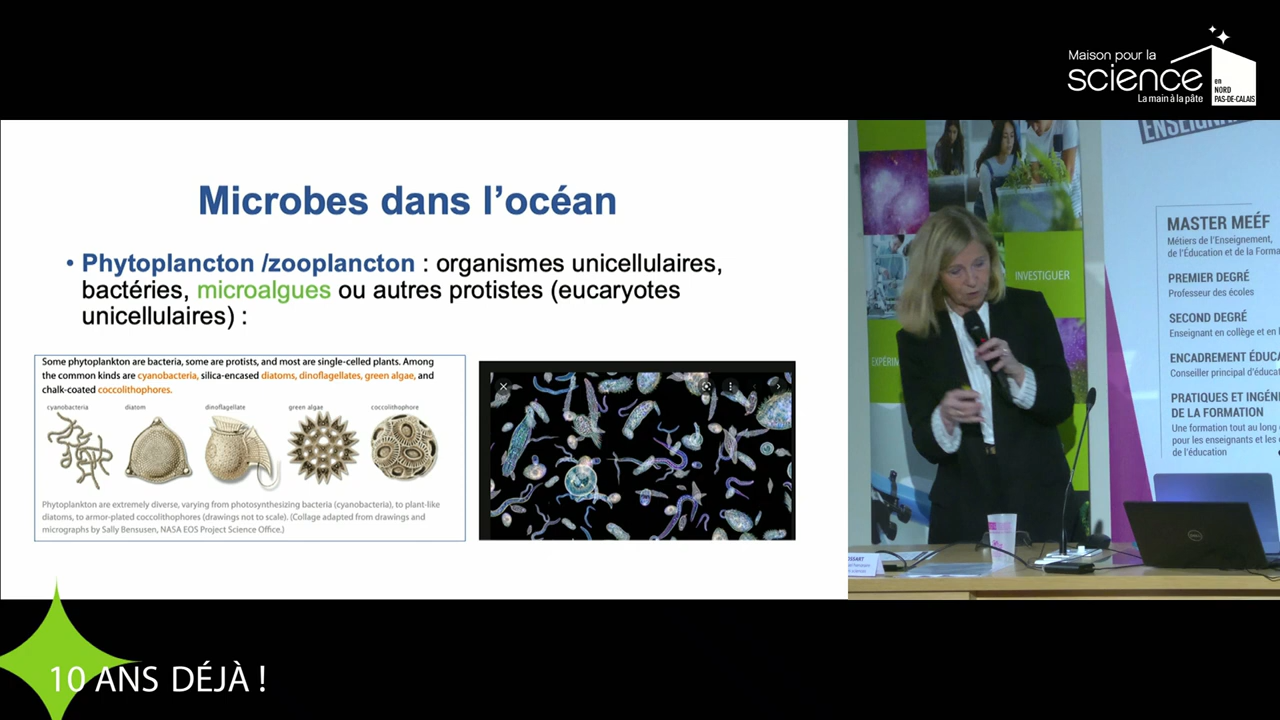 Maison pour la
science
en
NORD
PAS-DE-CALAIS
La main à la pâte
Microbes dans l'océan
• Phytoplancton /zooplancton : organismes unicellulaires,
bactéries, microalgues ou autres protistes (eucaryotes
unicellulaires) :
Some phytoplankton are bacteria, some are protists, and most are single-celled plants. Among
the common kinds are cyanobacteria, silica-encased diatoms, dinoflagellates, green algae, and
chalk-coated coccolithophores.
cyanobacteria diatom dinoflagellate green algae coccolithophore
Phytoplankton are extremely diverse, varying from photosynthesizing bacteria (cyanobacteria), to plant-like
diatoms, to armor-plated coccolithophores (drawings not to scale). (Collage adapted from drawings and
micrographs by Sally Bensusen, NASA EOS Project Science Office.)
INVESTIGUER
MASTER MEÉF
Métiers de l'Enseignement,
de l'Éducation et de la Forma
PREMIER DEGRÉ
Professeur des écoles
SECOND DEGRÉ
Enseignant en collège et en
ENCADREMENT ÉDUCA
Conseiller principal d'éducat
PRATIQUES ET INGÉNI
DE LA FORMATION
Une formation tout au long
pour les enseignants et les
de l'éducation
DELL
10 ANS DÉJÀ !